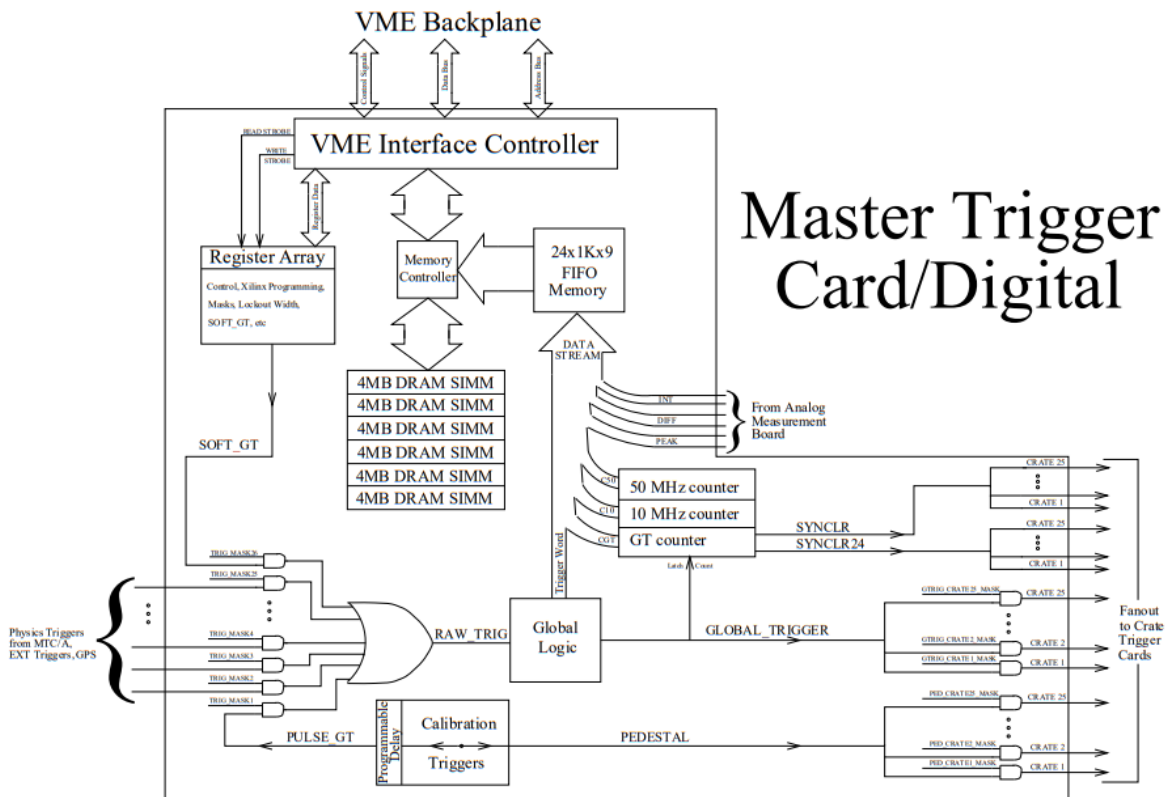 VME Backplane
Control Signals
Data Bus
Address Bus
READ STROBE
WRITE
STROBE
VME Interface Controller
Register Data
Register Array
Control, Xilinx Programming,
Masks, Lockout Width,
SOFT_GT, etc
Memory
Controller
24x1Kx9
FIFO
Memory
Master Trigger
Card/Digital
DATA
STREAM
4MB DRAM SIMM
4MB DRAM SIMM
4MB DRAM SIMM
4MB DRAM SIMM
4MB DRAM SIMM
4MB DRAM SIMM
INT
DIFF
PEAK
From Analog
Measurement
Board
SOFT_GT
C50
C10
CGT
50 MHz counter
10 MHz counter
GT counter
Latch
Count
SYNCLR
SYNCLR24
CRATE 25
CRATE 1
CRATE 25
CRATE 1
Trigger Word
TRIG_MASK26
TRIG_MASK25
TRIG_MASK4
TRIG_MASK3
TRIG_MASK2
TRIG_MASK1
Physics Triggers
from MTC/A,
EXT Triggers, GPS
RAW_TRIG
Global
Logic
GLOBAL_TRIGGER
GTRIG_CRATE25_MASK
CRATE 25
GTRIG_CRATE2_MASK
CRATE 2
GTRIG_CRATE1_MASK
CRATE 1
Fanout
to Crate
Trigger
Cards
PULSE_GT
Programmable
Delay
Calibration
Triggers
PEDESTAL
PED_CRATE25_MASK
CRATE 25
PED_CRATE2_MASK
CRATE 2
PED_CRATE1_MASK
CRATE 1